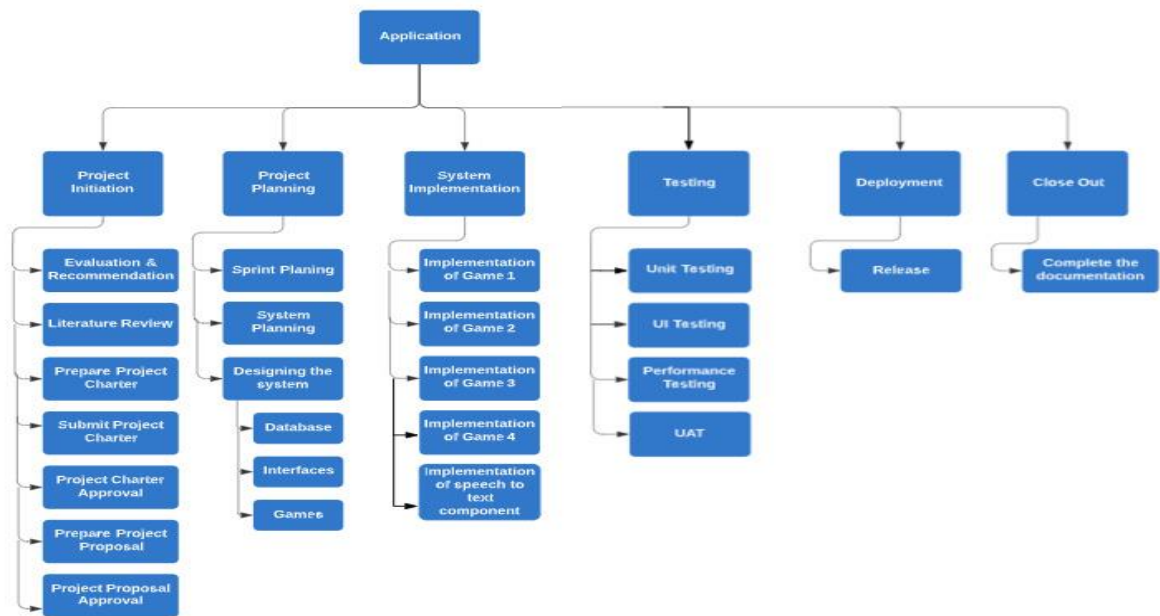 Application
Project
Initiation
Project
Planning
System
Implementation
Testing
Deployment
Close Out
Evaluation &
Recommendation
Literature Review
Prepare Project
Charter
Submit Project
Charter
Project Charter
Approval
Prepare Project
Proposal
Project Proposal
Approval
Sprint Planing
System
Planning
Designing the
system
Database
Interfaces
Games
Implementation
of Game 1
Implementation
of Game 2
Implementation
of Game 3
Implementation
of Game 4
Implementation
of speech to
text
component
Unit Testing
UI Testing
Performance
Testing
UAT
Release
Complete the
documentation